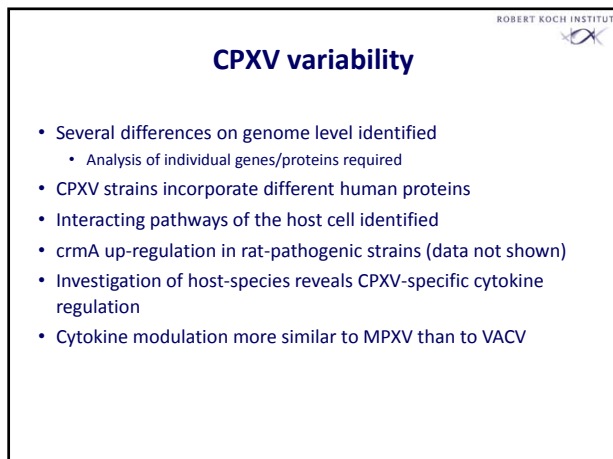 ROBERT KOCH INSTITUT
CPXV variability
• Several differences on genome level identified
• Analysis of individual genes/proteins required
• CPXV strains incorporate different human proteins
• Interacting pathways of the host cell identified
• crmA up-regulation in rat-pathogenic strains (data not shown)
• Investigation of host-species reveals CPXV-specific cytokine
regulation
• Cytokine modulation more similar to MPXV than to VACV